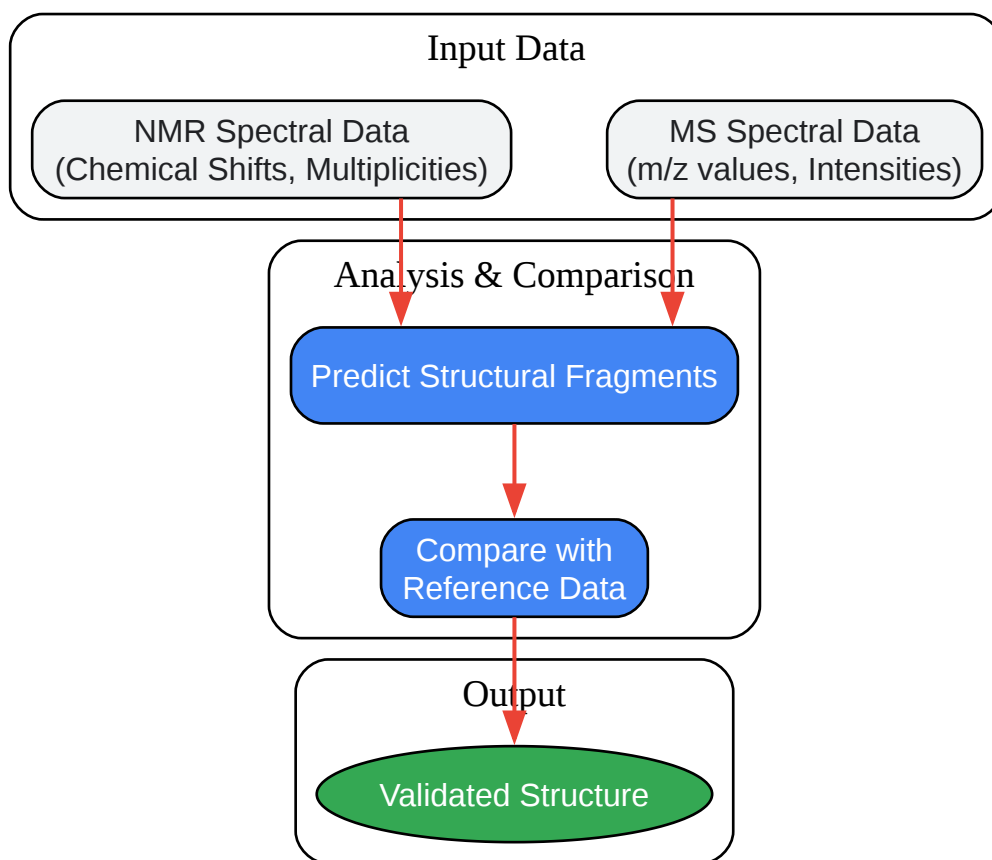 Input Data
NMR Spectral Data
(Chemical Shifts, Multiplicities)
MS Spectral Data
(m/z values, Intensities)
Analysis & Comparison
Predict Structural Fragments
Compare with
Reference Data
Output
Validated Structure